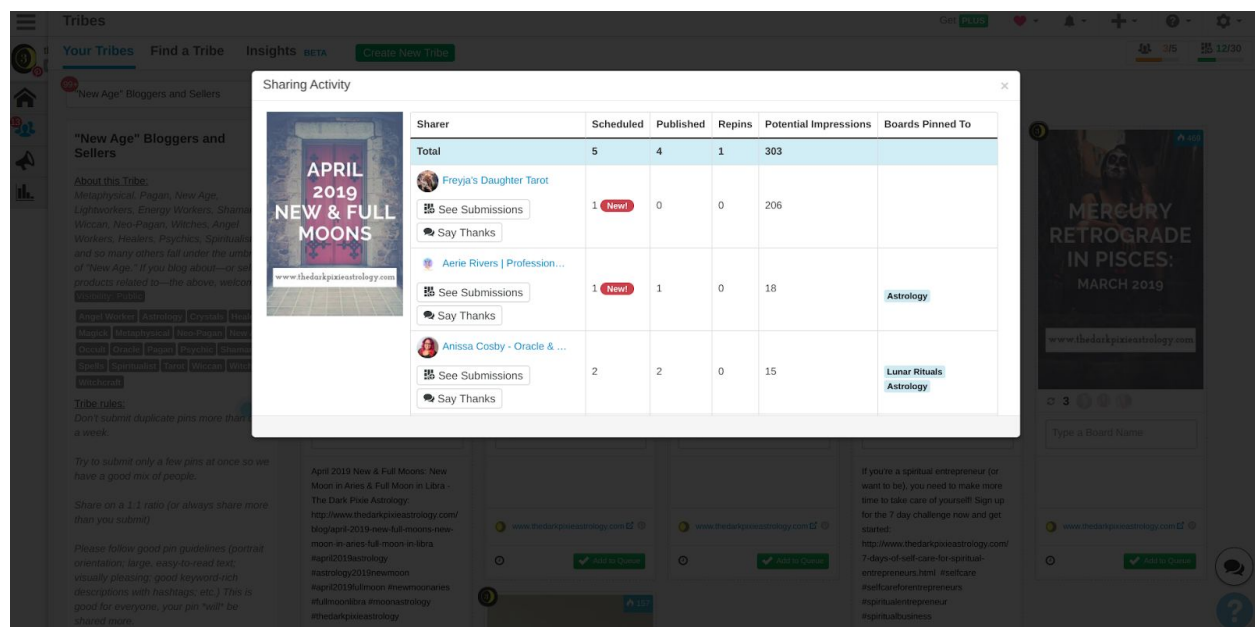 Tribes
Get PLUS
Your Tribes
Find a Tribe
Insights BETA
Create New Tribe
3/5
12/30
"New Age" Bloggers and Sellers
"New Age" Bloggers and
Sellers
About this Tribe:
Metaphysical, Pagan, New Age,
Lightworkers, Energy Workers,
Wiccan, Neo-Pagan, Witches, Angel
Workers, Healers, Psychics,
and so many others fall under the
of "New Age." If you blog about—or
products related to—the above,
Angel Worker Astrology Crystals
Magick Metaphysical Neo-Pagan
Occult Oracle Pagan Psychic
Spells Spiritualist Tarot Wiccan
Witchcraft
Tribe rules:
Don't submit duplicate pins more than
a week.
Try to submit only a few pins at once so we
have a good mix of people.
Share on a 1:1 ratio (or always share more
than you submit).
Please follow good pin guidelines (portrait
orientation; large, easy-to-read text;
visually pleasing; good keyword-rich
descriptions with hashtags; etc.) This is
good for everyone, your pin *will* be
shared more.
Sharing Activity
×
APRIL
2019
NEW & FULL
MOONS
www.thedarkpixieastrology.com
Sharer Scheduled Published Repins Potential Impressions Boards Pinned To
Total 5 4 1 303
Freyja's Daughter Tarot
See Submissions
Say Thanks
1 New! 0 0 206
Aerie Rivers | Profession...
See Submissions
Say Thanks
1 New! 1 0 18 Astrology
Anissa Cosby - Oracle & ...
See Submissions
Say Thanks
2 2 0 15 Lunar Rituals
Astrology
April 2019 New & Full Moons: New
Moon in Aries & Full Moon in Libra -
The Dark Pixie Astrology:
http://www.thedarkpixieastrology.com/
blog/april-2019-new-full-moons-new-
moon-in-aries-full-moon-in-libra
#april2019astrology
#astrology2019newmoon
#april2019fullmoon #newmoonaries
#fullmoonlibra #moonastrology
#thedarkpixieastrology
www.thedarkpixieastrology.com
Add to Queue
www.thedarkpixieastrology.com
Add to Queue
157
If you're a spiritual entrepreneur (or
want to be), you need to make more
time to take care of yourself! Sign up
for the 7 day challenge now and get
started:
http://www.thedarkpixieastrology.com/
7-days-of-self-care-for-spiritual-
entrepreneurs.html #selfcare
#selfcareforentrepreneurs
#spiritualentrepreneur
#spiritualbusiness
MERCURY
RETROGRADE
IN PISCES:
MARCH 2019
www.thedarkpixieastrology.com
3
Type a Board Name
www.thedarkpixieastrology.com
Add to Queue